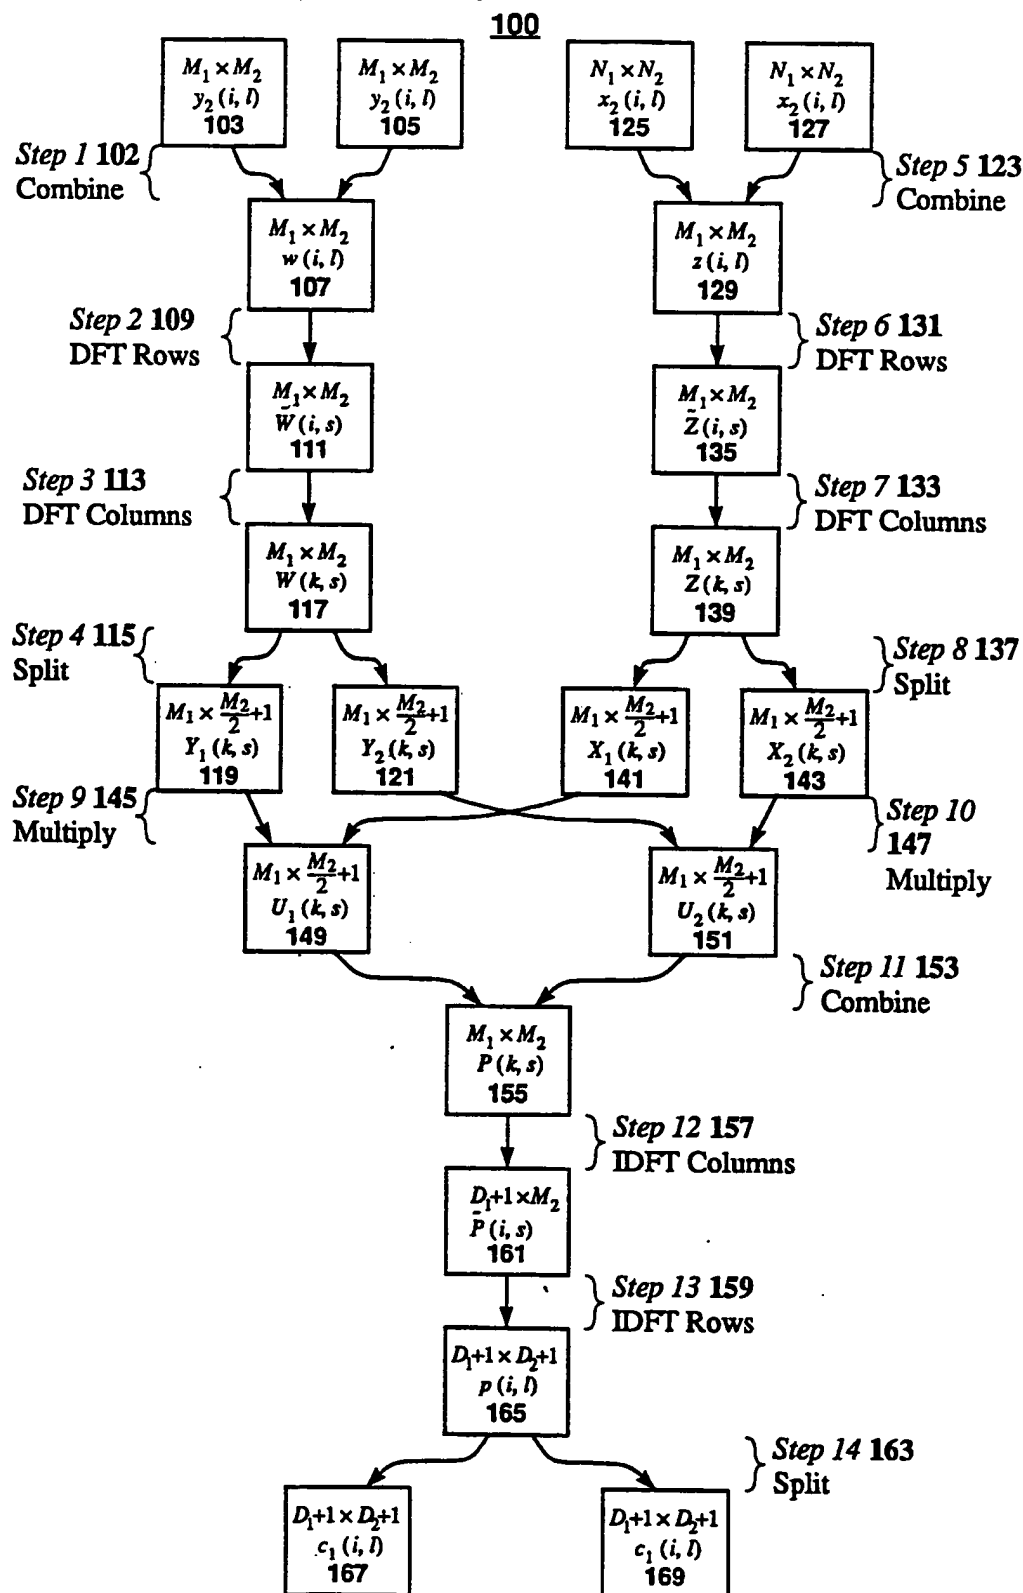 100
M₁ × M₂
y₂ (i, l)
103
M₁ × M₂
y₂ (i, l)
105
N₁ × N₂
x₂ (i, l)
125
N₁ × N₂
x₂ (i, l)
127
Step 1 102
Combine
Step 5 123
Combine
M₁ × M₂
w (i, l)
107
M₁ × M₂
z (i, l)
129
Step 2 109
DFT Rows
Step 6 131
DFT Rows
M₁ × M₂
W̃ (i, s)
111
M₁ × M₂
Z̃ (i, s)
135
Step 3 113
DFT Columns
Step 7 133
DFT Columns
M₁ × M₂
W (k, s)
117
M₁ × M₂
Z (k, s)
139
Step 4 115
Split
Step 8 137
Split
M₁ × M₂/2 +1
Y₁ (k, s)
119
M₁ × M₂/2 +1
Y₂ (k, s)
121
M₁ × M₂/2 +1
X₁ (k, s)
141
M₁ × M₂/2 +1
X₂ (k, s)
143
Step 9 145
Multiply
Step 10
147
Multiply
M₁ × M₂/2 +1
U₁ (k, s)
149
M₁ × M₂/2 +1
U₂ (k, s)
151
Step 11 153
Combine
M₁ × M₂
P (k, s)
155
Step 12 157
IDFT Columns
D₁+1 × M₂
P̃ (i, s)
161
Step 13 159
IDFT Rows
D₁+1 × D₂+1
p (i, l)
165
Step 14 163
Split
D₁+1 × D₂+1
c₁ (i, l)
167
D₁+1 × D₂+1
c₁ (i, l)
169